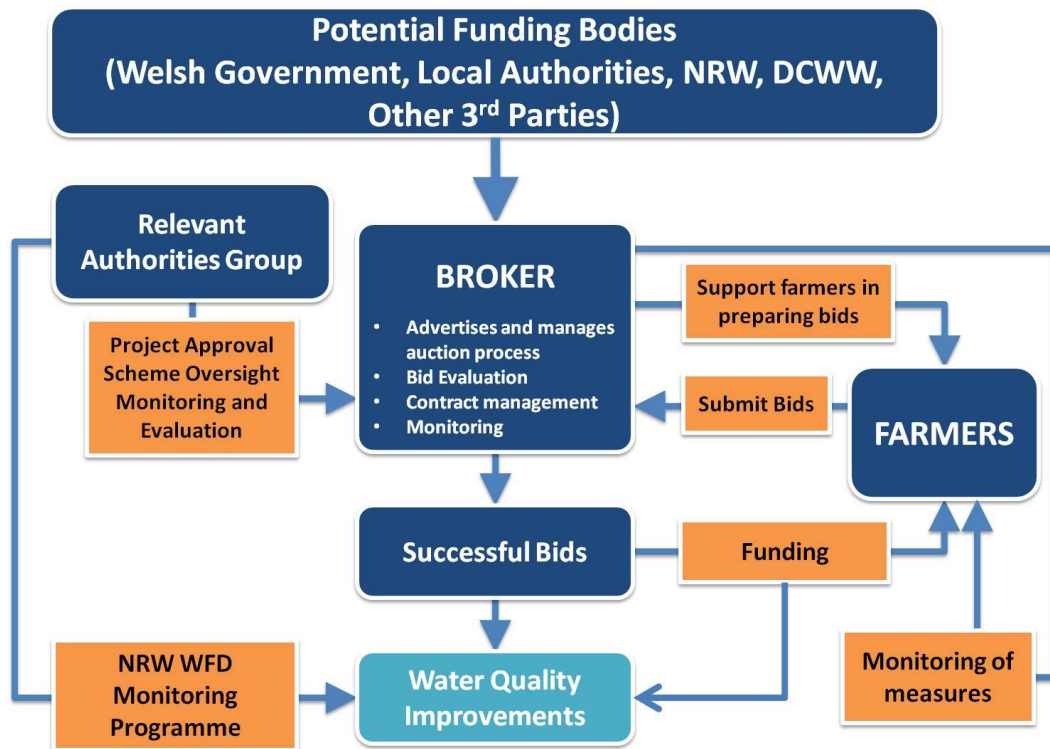 Potential Funding Bodies
(Welsh Government, Local Authorities, NRW, DCWW,
Other 3rd Parties)
Relevant
Authorities Group
BROKER
• Advertises and manages
auction process
• Bid Evaluation
• Contract management
• Monitoring
Support farmers in
preparing bids
Project Approval
Scheme Oversight
Monitoring and
Evaluation
Submit Bids
FARMERS
Successful Bids
Funding
NRW WFD
Monitoring
Programme
Water Quality
Improvements
Monitoring of
measures